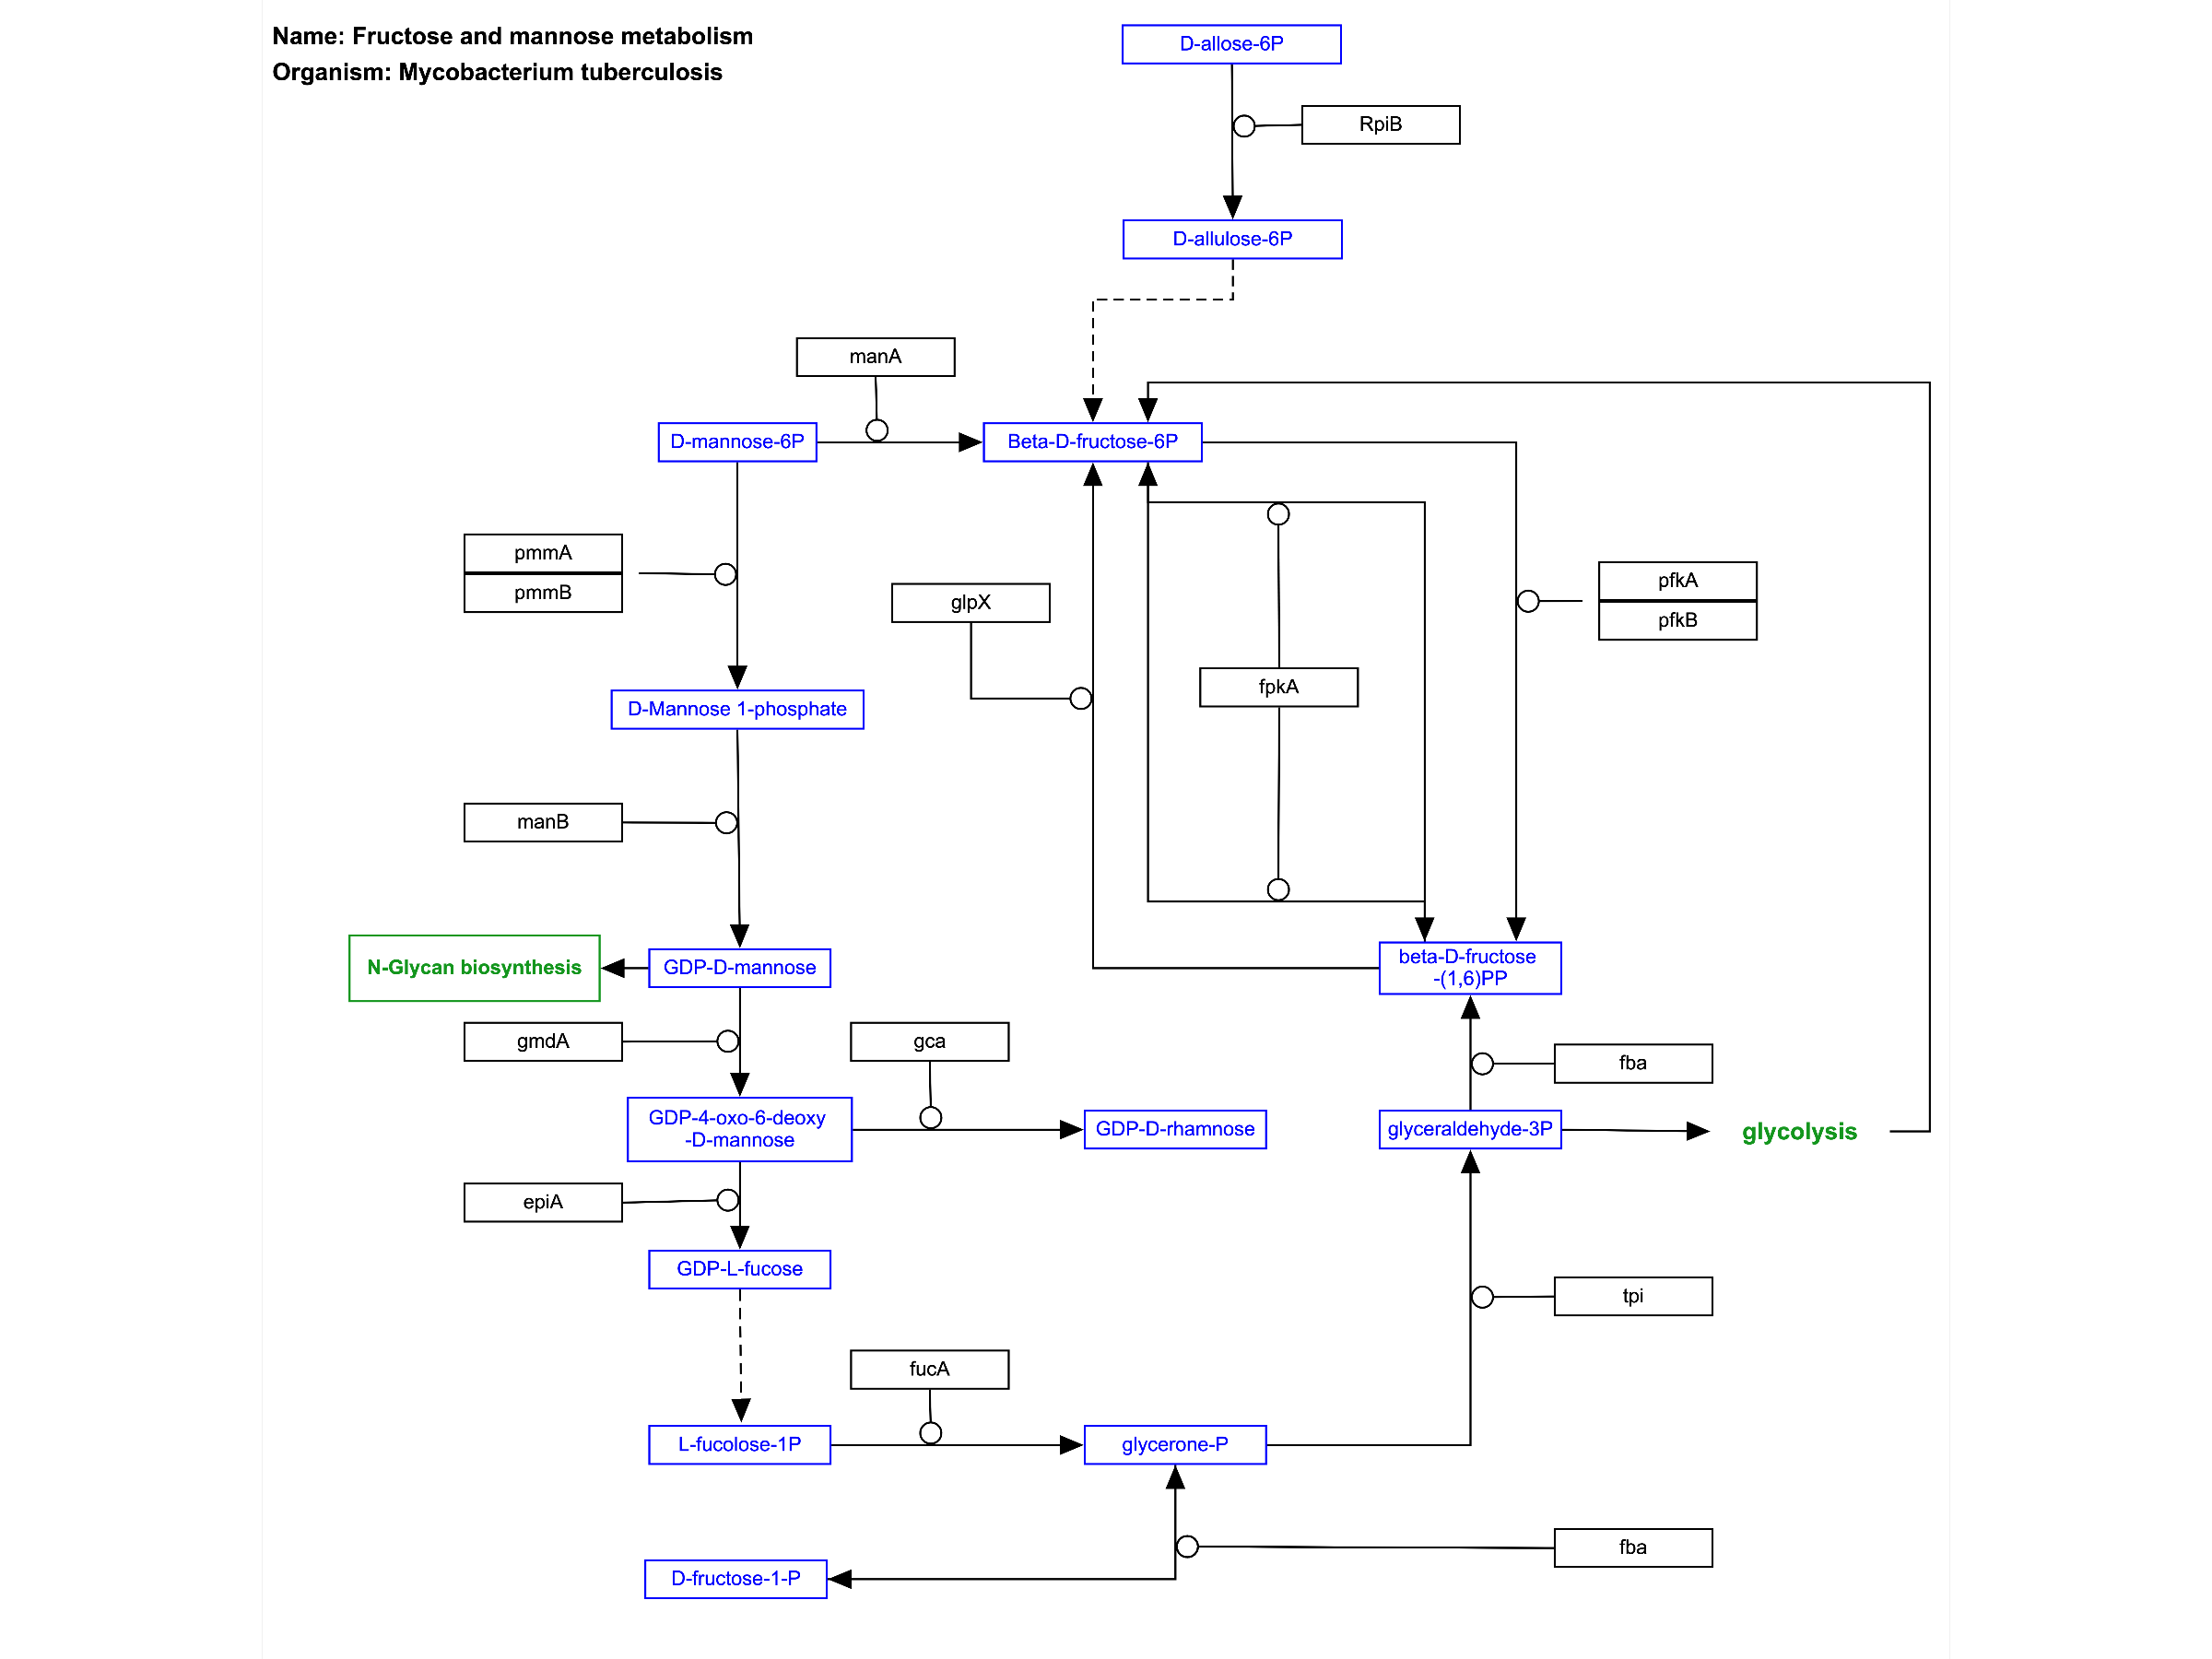 Name: Fructose and mannose metabolism
Organism: Mycobacterium tuberculosis
D-allose-6P
RpiB
D-allulose-6P
manA
D-mannose-6P
Beta-D-fructose-6P
pmmA
pmmB
glpX
pfkA
pfkB
fpkA
D-Mannose 1-phosphate
manB
N-Glycan biosynthesis
GDP-D-mannose
beta-D-fructose
-(1,6)PP
gmdA
gca
fba
GDP-4-oxo-6-deoxy
-D-mannose
GDP-D-rhamnose
glyceraldehyde-3P
glycolysis
epiA
GDP-L-fucose
tpi
fucA
L-fucolose-1P
glycerone-P
fba
D-fructose-1-P